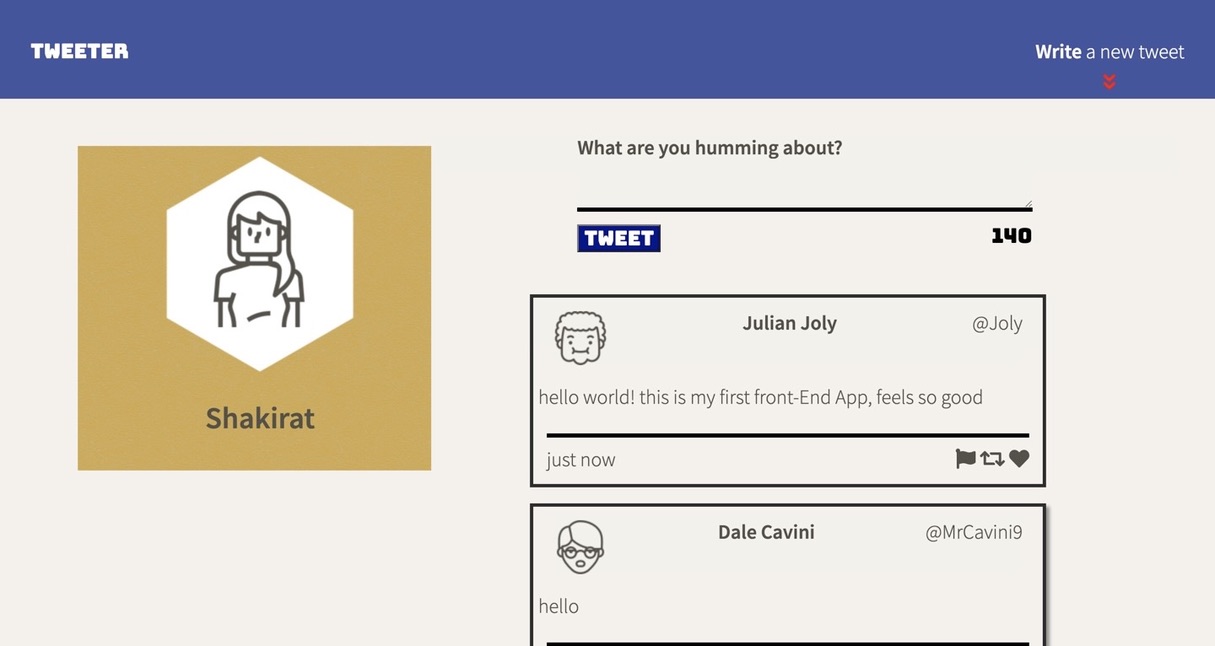 TWEETER
Write a new tweet
Shakirat
What are you humming about?
TWEET
140
Julian Joly
@Joly
hello world! this is my first front-End App, feels so good
just now
Dale Cavini
@MrCavini9
hello